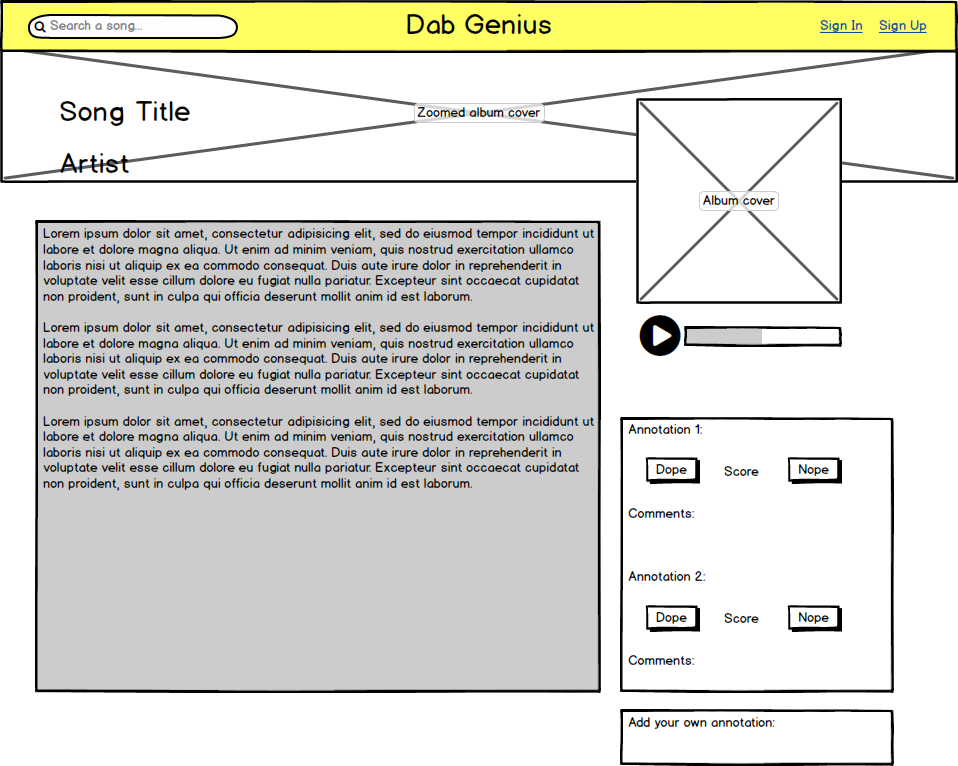 Search a song...
Dab Genius
Sign In
Sign Up
Zoomed album cover
Song Title
Artist
Album cover
Lorem ipsum dolor sit amet, consectetur adipisicing elit, sed do eiusmod tempor incididunt ut
labore et dolore magna aliqua. Ut enim ad minim veniam, quis nostrud exercitation ullamco
laboris nisi ut aliquip ex ea commodo consequat. Duis aute irure dolor in reprehenderit in
voluptate velit esse cillum dolore eu fugiat nulla pariatur. Excepteur sint occaecat cupidatat
non proident, sunt in culpa qui officia deserunt mollit anim id est laborum.
Lorem ipsum dolor sit amet, consectetur adipisicing elit, sed do eiusmod tempor incididunt ut
labore et dolore magna aliqua. Ut enim ad minim veniam, quis nostrud exercitation ullamco
laboris nisi ut aliquip ex ea commodo consequat. Duis aute irure dolor in reprehenderit in
voluptate velit esse cillum dolore eu fugiat nulla pariatur. Excepteur sint occaecat cupidatat
non proident, sunt in culpa qui officia deserunt mollit anim id est laborum.
Lorem ipsum dolor sit amet, consectetur adipisicing elit, sed do eiusmod tempor incididunt ut
labore et dolore magna aliqua. Ut enim ad minim veniam, quis nostrud exercitation ullamco
laboris nisi ut aliquip ex ea commodo consequat. Duis aute irure dolor in reprehenderit in
voluptate velit esse cillum dolore eu fugiat nulla pariatur. Excepteur sint occaecat cupidatat
non proident, sunt in culpa qui officia deserunt mollit anim id est laborum.
Annotation 1:
Dope
Score
Nope
Comments:
Annotation 2:
Dope
Score
Nope
Comments:
Add your own annotation: